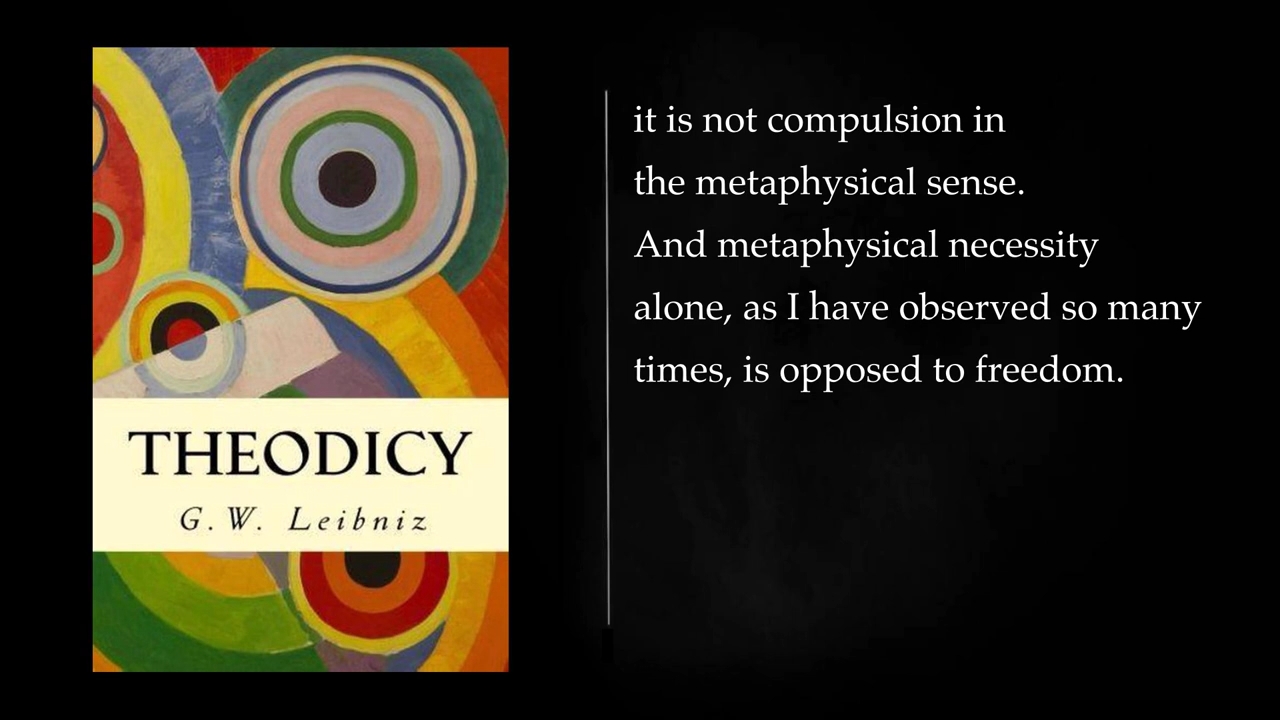 THEODICY
G. W. Leibniz
it is not compulsion in
the metaphysical sense.
And metaphysical necessity
alone, as I have observed so many
times, is opposed to freedom.